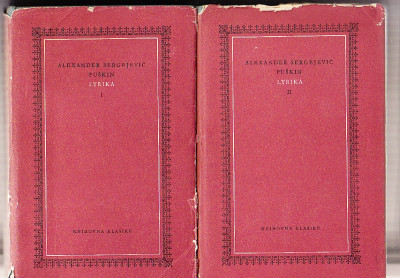 ALEXANDER SERGEJEVIČ
PUŠKIN
LYRIKA
I
KNIHOVNA KLASIKŮ
ALEXANDER SERGEJEVIČ
PUŠKIN
LYRIKA
II
KNIHOVNA KLASIKŮ